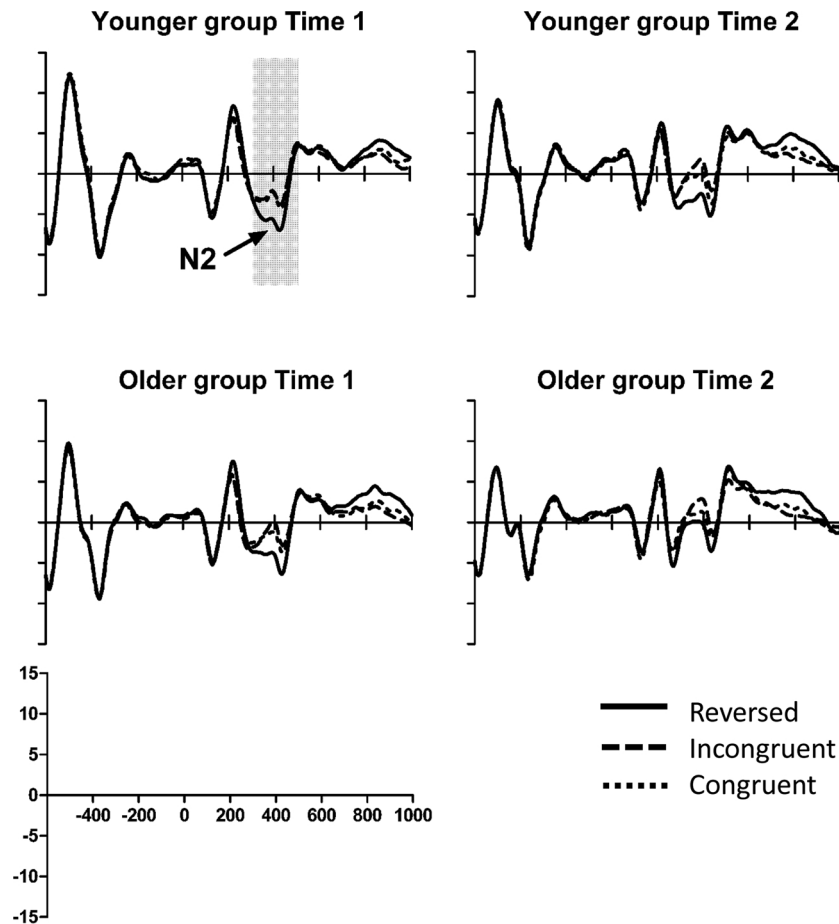 Younger group Time 1
Younger group Time 2
N2
Older group Time 1
Older group Time 2
15
10
5
0
-5
-10
-15
-400 -200 0 200 400 600 800 1000
Reversed
Incongruent
Congruent